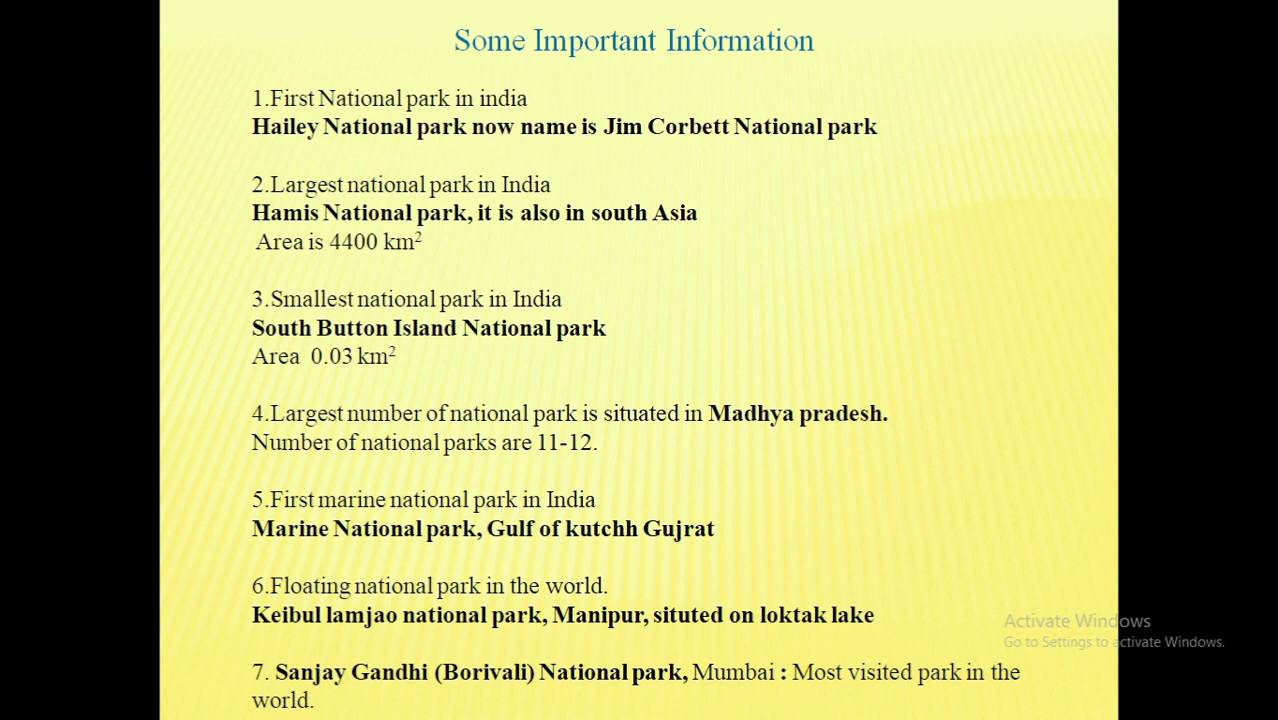 Some Important Information
1.First National park in india
Hailey National park now name is Jim Corbett National park
2.Largest national park in India
Hamis National park, it is also in south Asia
Area is 4400 km²
3.Smallest national park in India
South Button Island National park
Area 0.03 km²
4.Largest number of national park is situated in Madhya pradesh.
Number of national parks are 11-12.
5.First marine national park in India
Marine National park, Gulf of kutchh Gujrat
6.Floating national park in the world.
Keibul lamjao national park, Manipur, situted on loktak lake
7. Sanjay Gandhi (Borivali) National park, Mumbai : Most visited park in the
world.
Activate Windows
Go to Settings to activate Windows.